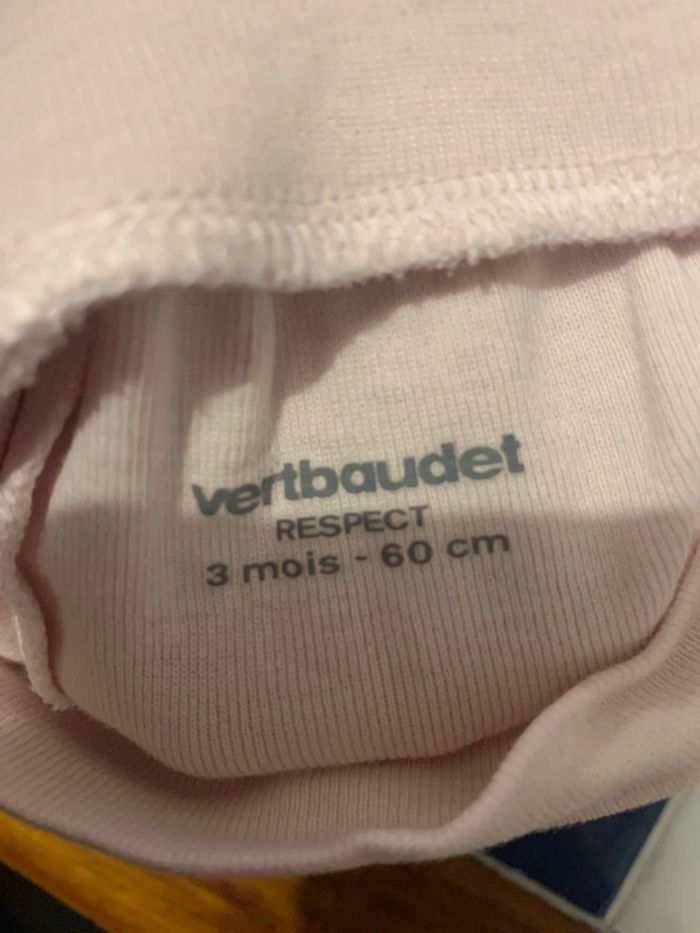 vertbaudet
RESPECT
3 mois - 60 cm